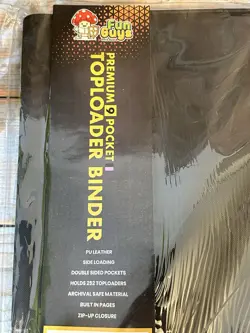 Fun
Guys
PREMIUM 9 POCKET
TOPLOADER BINDER
PU LEATHER
SIDE LOADING
DOUBLE SIDED POCKETS
HOLDS 252 TOPLOADERS
ARCHIVAL SAFE MATERIAL
BUILT IN PAGES
ZIP-UP CLOSURE